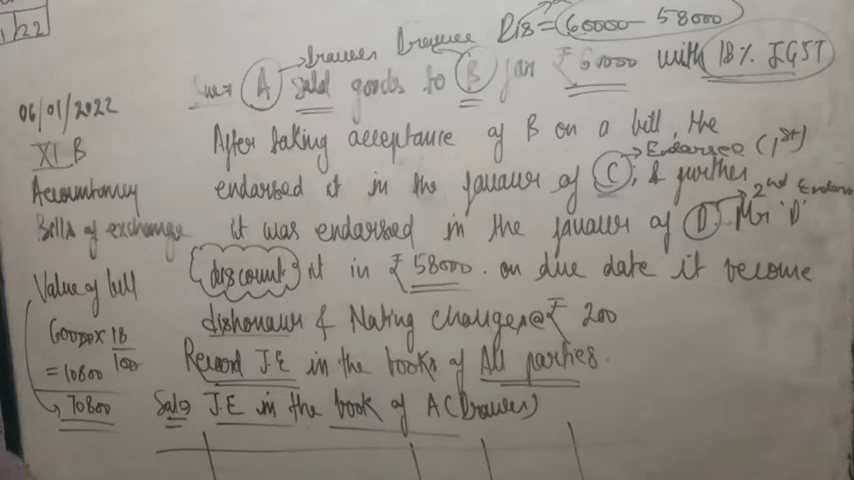 1/22
Dis = (60000 - 58000
Drawer Drawee
A sold goods to B for ₹ 60000 with 18% IGST
06/01/2022
XI B
Accountancy
Bills of exchange
After taking acceptance of B on a bill, the
Endorsee (1st)
endorsed it in the favour of C, & further
2nd Endors
it was endorsed in the favour of D. Mr 'D'
discount it in ₹ 58000. on due date it become
dishonour & Noting charges @ ₹ 200
Record J.E in the books of All parties.
Value of bill
60000 x 18
100
= 10800
70800
Sol⇒ J.E in the book of A (Drawer)